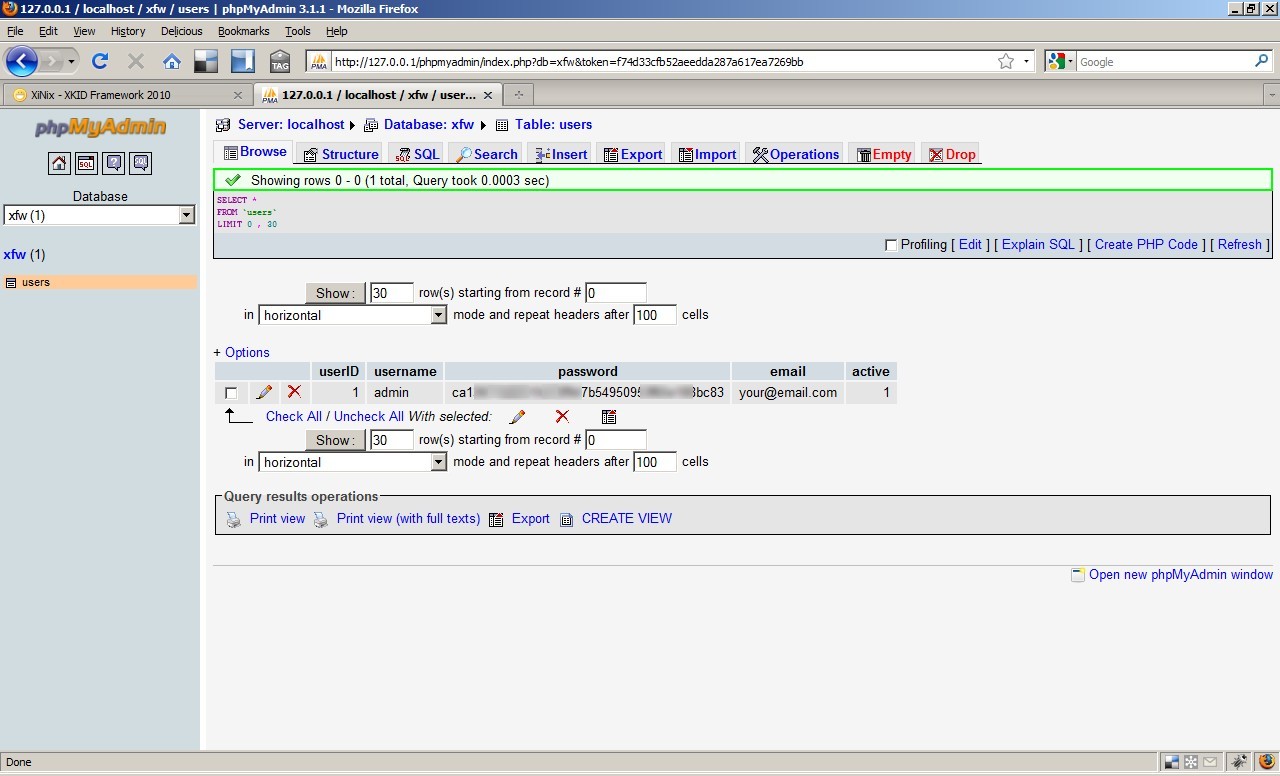 127.0.0.1 / localhost / xfw / users | phpMyAdmin 3.1.1 - Mozilla Firefox
File Edit View History Delicious Bookmarks Tools Help
TAG PMA http://127.0.0.1/phpmyadmin/index.php?db=xfw&token=f74d33cfb52aeedda287a617ea7269bb Google
XiNix - XKID Framework 2010 PMA 127.0.0.1 / localhost / xfw / user...
phpMyAdmin
SQL
Database
xfw (1)
xfw (1)
users
Server: localhost Database: xfw Table: users
Browse Structure SQL Search Insert Export Import Operations Empty Drop
Showing rows 0 - 0 (1 total, Query took 0.0003 sec)
SELECT *
FROM `users`
LIMIT 0 , 30
Profiling [ Edit ] [ Explain SQL ] [ Create PHP Code ] [ Refresh ]
Show : 30 row(s) starting from record # 0
in horizontal mode and repeat headers after 100 cells
+ Options
userID username password email active
1 admin ca1 7b5495095 3bc83 your@email.com 1
Check All / Uncheck All With selected:
Show : 30 row(s) starting from record # 0
in horizontal mode and repeat headers after 100 cells
Query results operations
Print view Print view (with full texts) Export CREATE VIEW
Open new phpMyAdmin window
Done